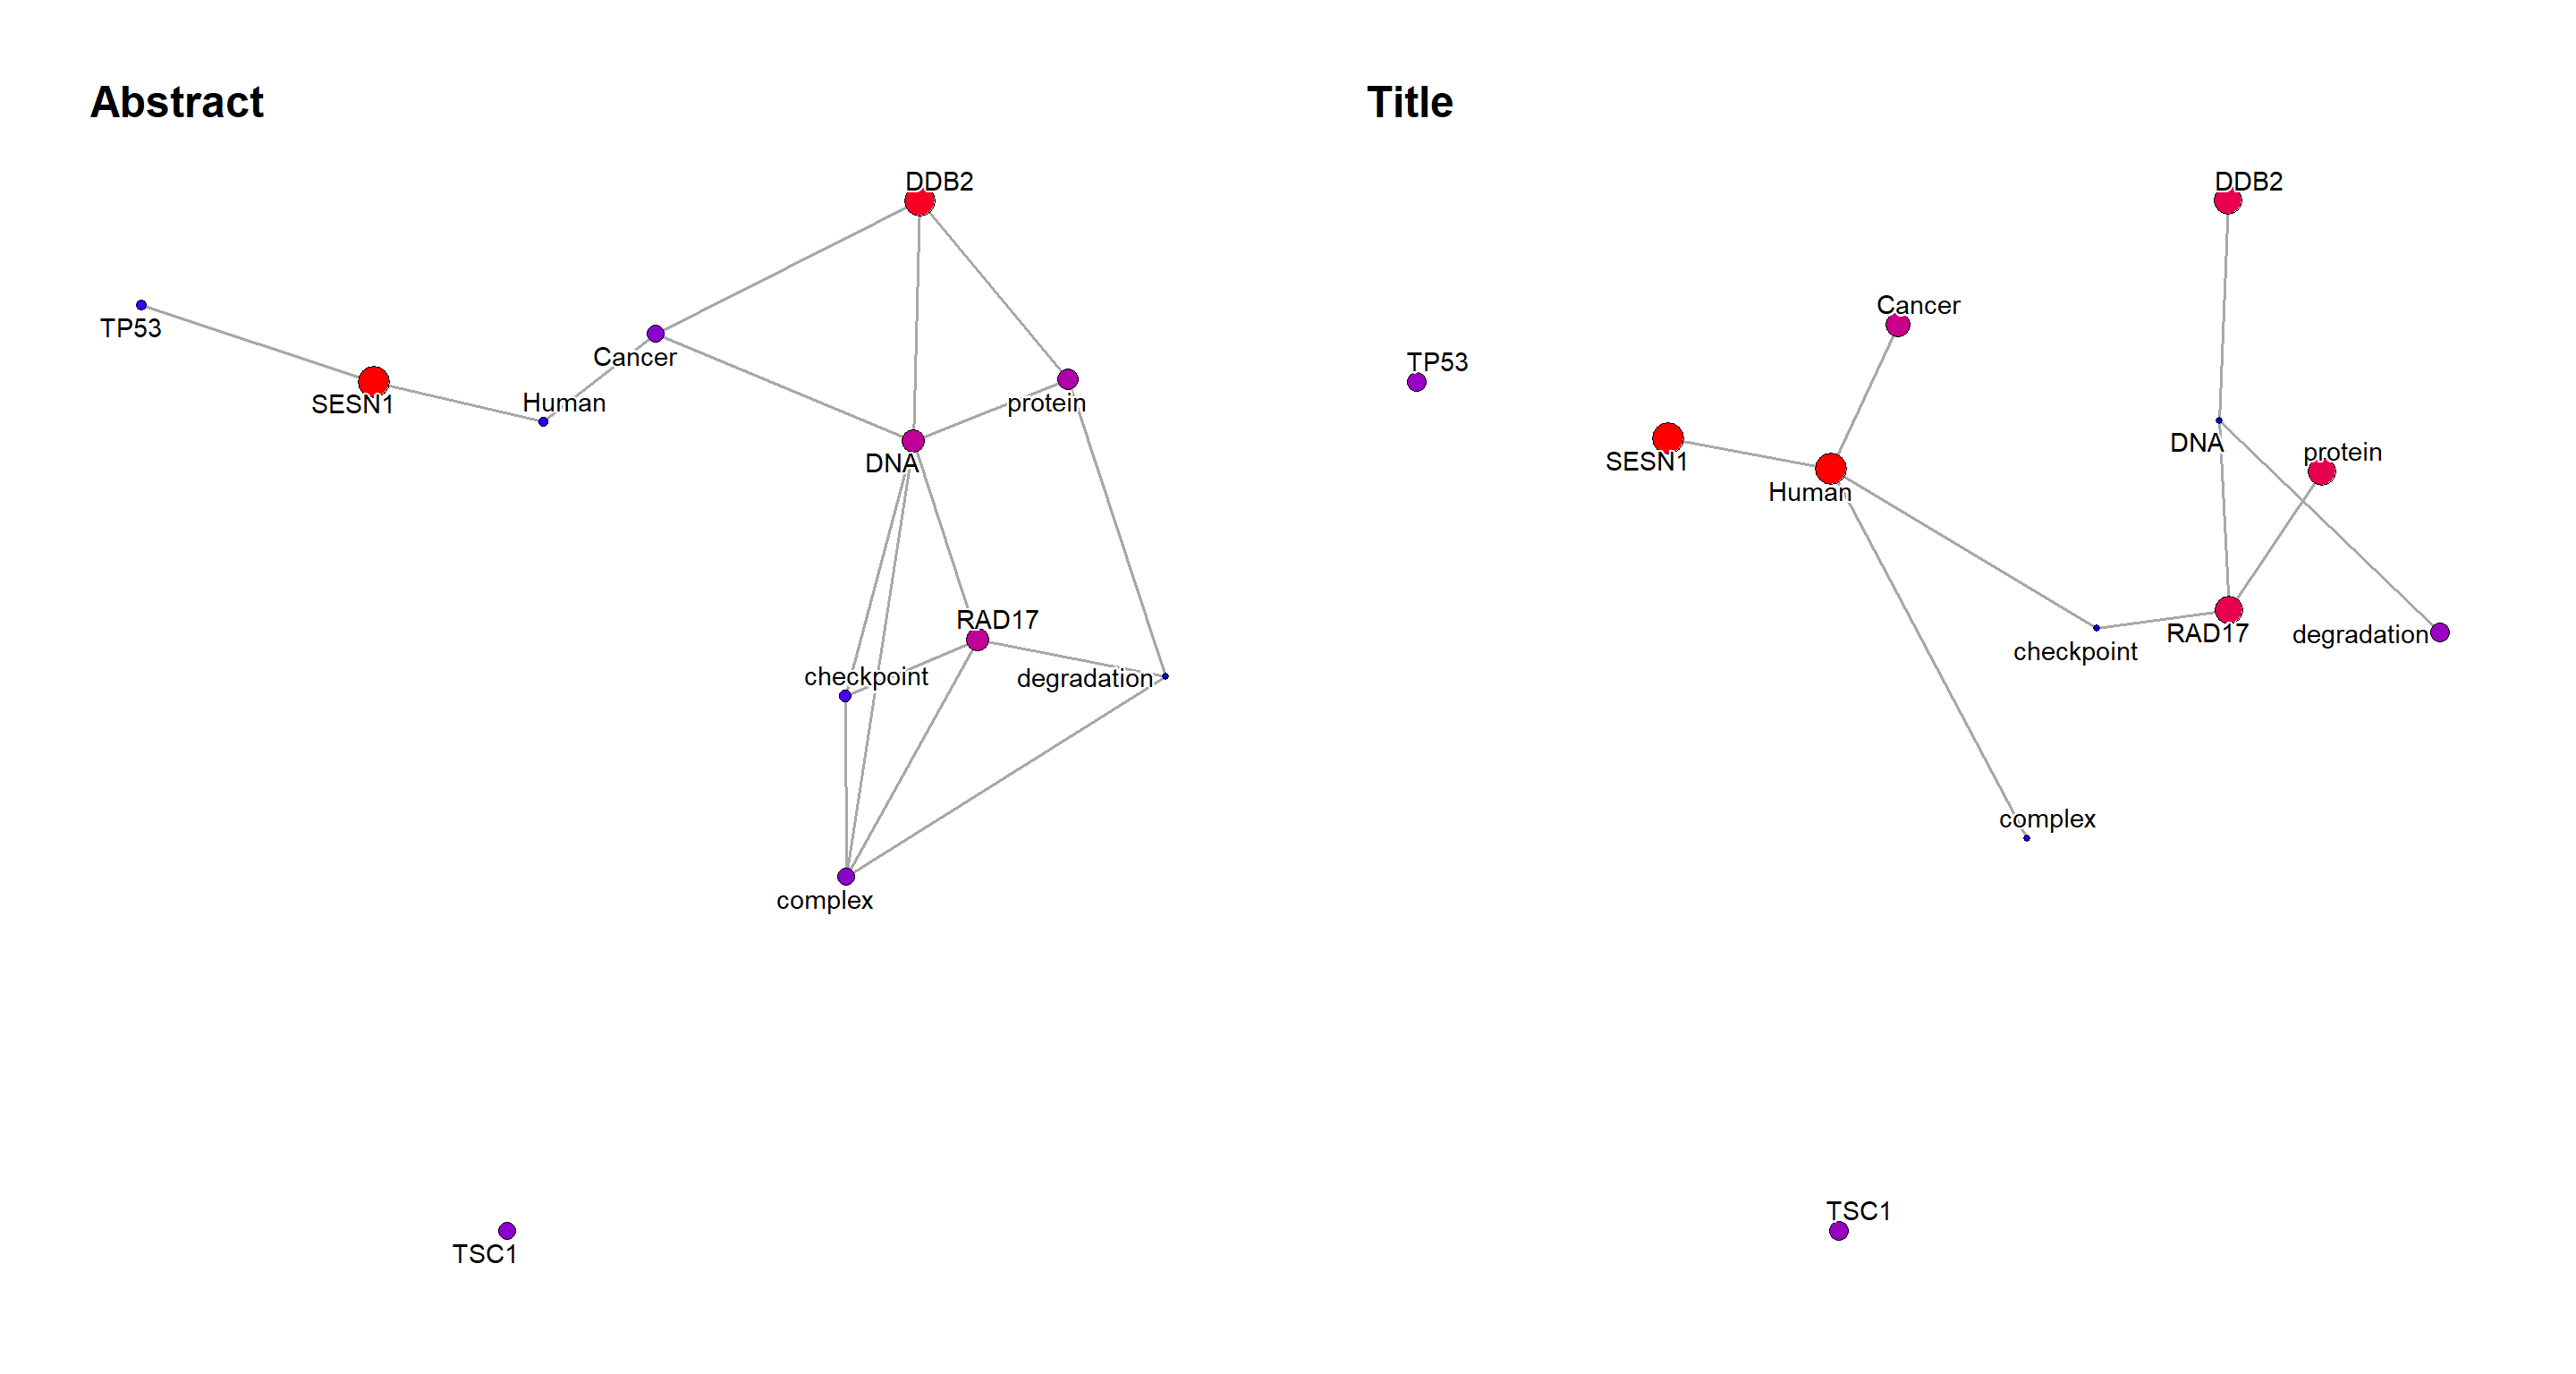 Abstract
DDB2
TP53
Cancer
SESN1
Human
protein
DNA
RAD17
checkpoint
degradation
complex
TSC1
Title
DDB2
Cancer
TP53
DNA
protein
SESN1
Human
RAD17
degradation
checkpoint
complex
TSC1